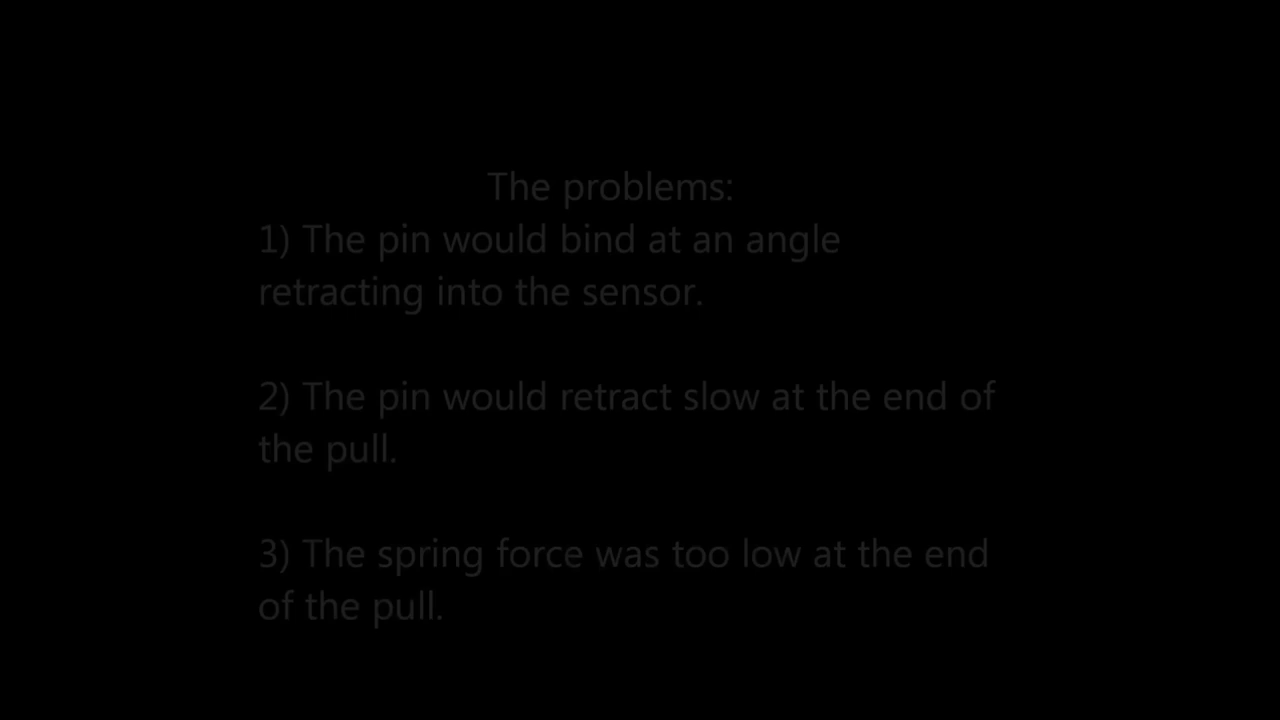 The problems:
1) The pin would bind at an angle
retracting into the sensor.
2) The pin would retract slow at the end of
the pull.
3) The spring force was too low at the end
of the pull.